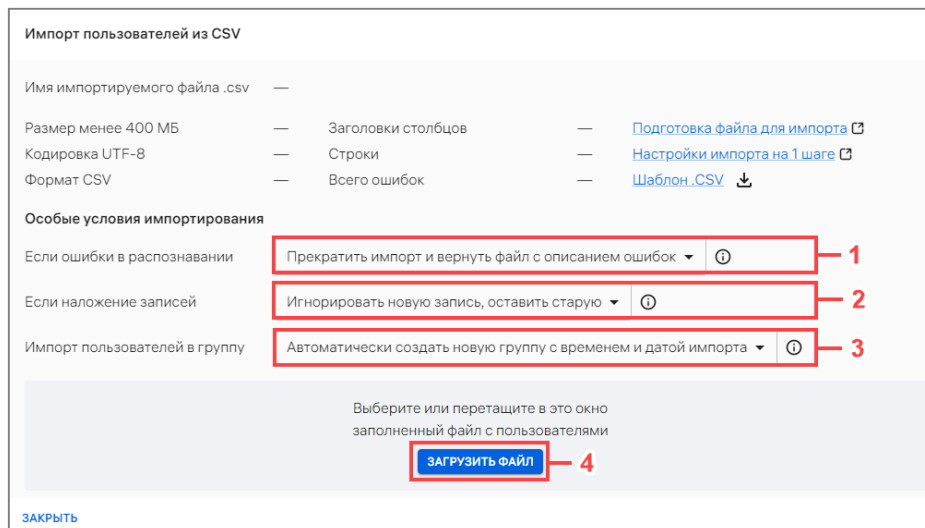 Импорт пользователей из CSV
Имя импортируемого файла .csv —
Размер менее 400 МБ — Заголовки столбцов — Подготовка файла для импорта
Кодировка UTF-8 — Строки — Настройки импорта на 1 шаге
Формат CSV — Всего ошибок — Шаблон .CSV
Особые условия импортирования
Если ошибки в распознавании Прекратить импорт и вернуть файл с описанием ошибок 1
Если наложение записей Игнорировать новую запись, оставить старую 2
Импорт пользователей в группу Автоматически создать новую группу с временем и датой импорта 3
Выберите или перетащите в это окно
заполненный файл с пользователями
ЗАГРУЗИТЬ ФАЙЛ 4
ЗАКРЫТЬ